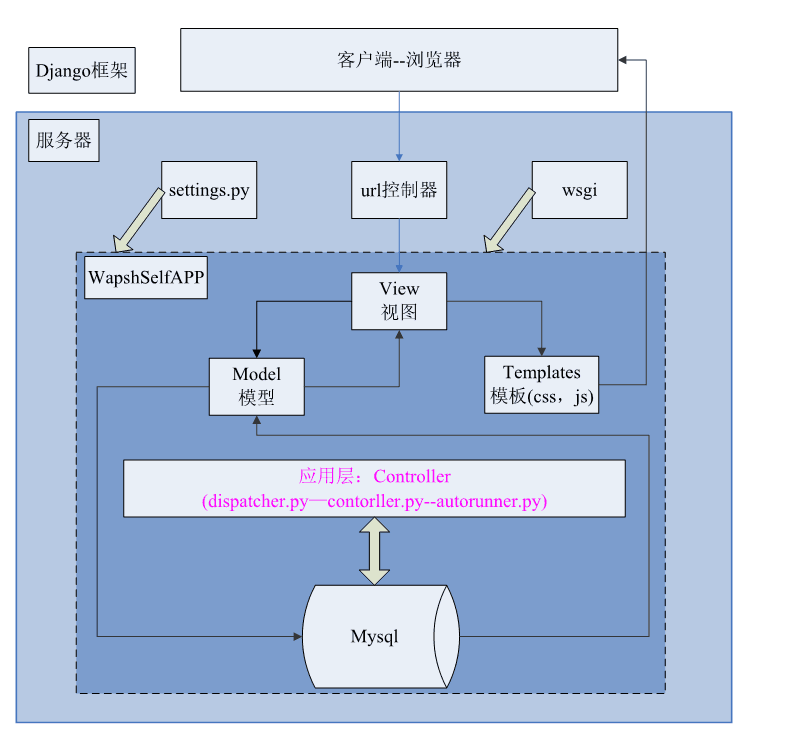 客户端--浏览器
Django框架
服务器
settings.py
url控制器
wsgi
WapshSelfAPP
View
视图
Model
模型
Templates
模板(css，js)
应用层：Controller
(dispatcher.py—contorller.py--autorunner.py)
Mysql